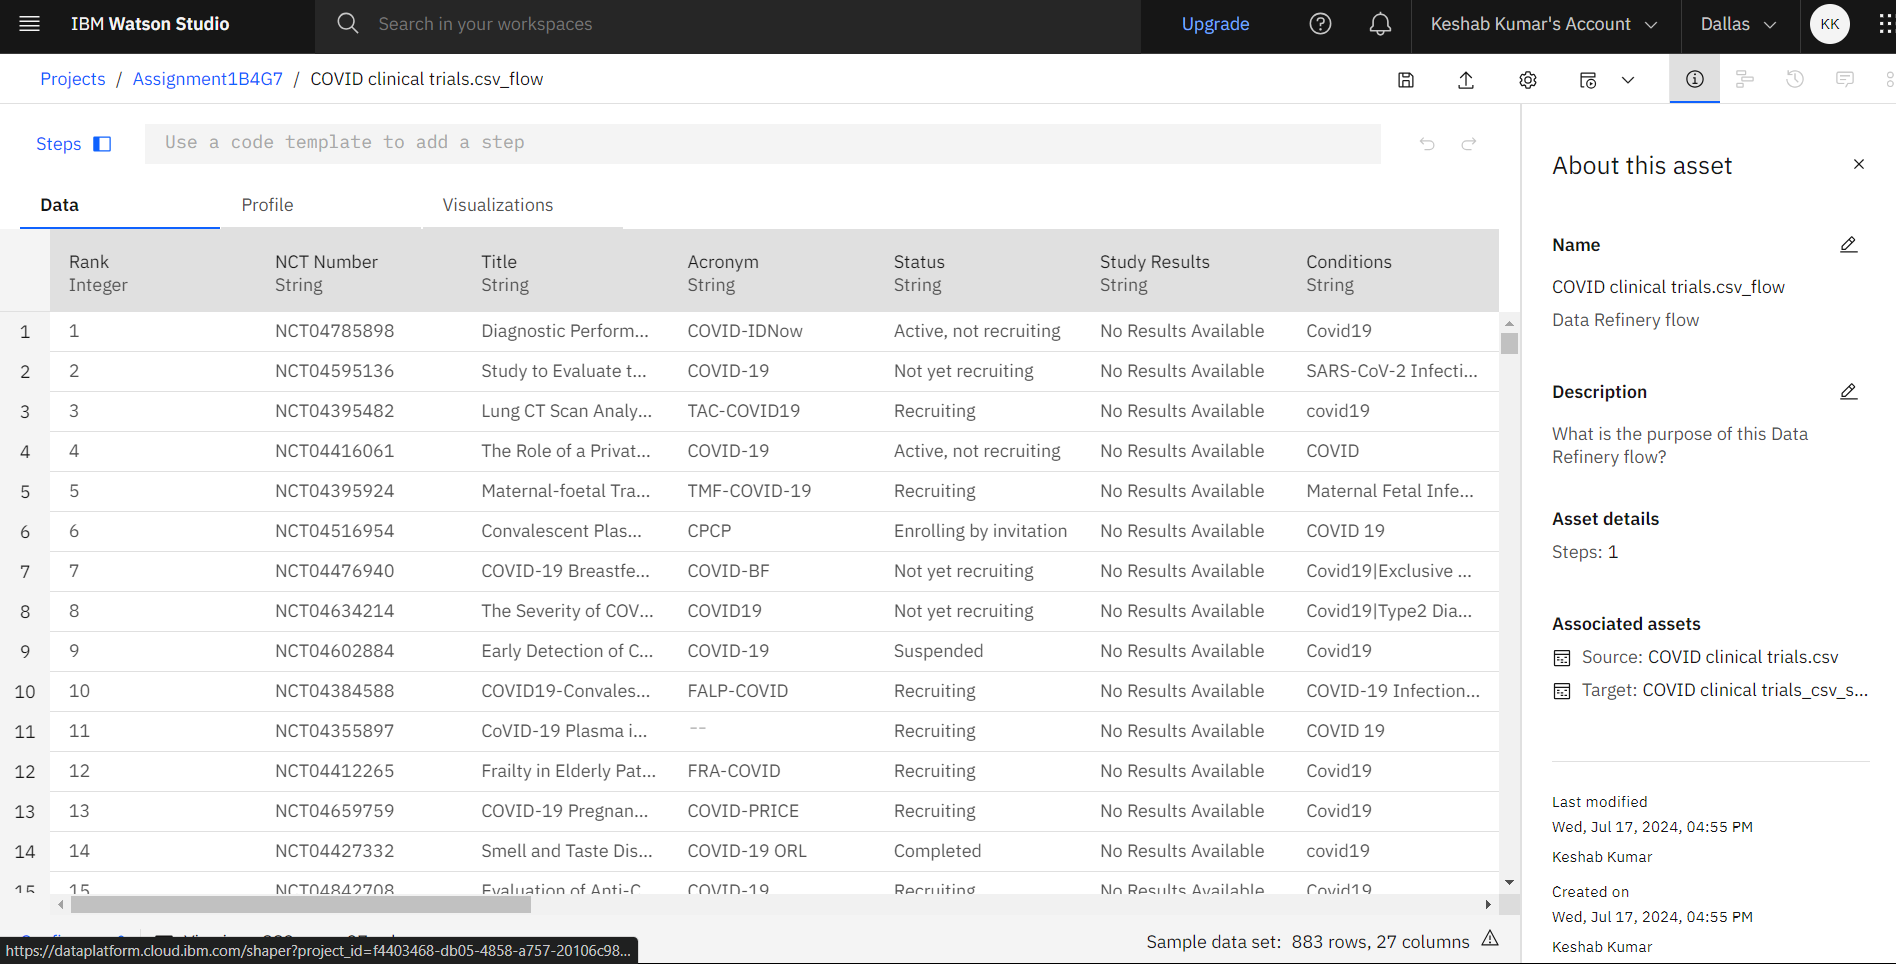 IBM Watson Studio
Search in your workspaces
Upgrade
Keshab Kumar's Account
Dallas
KK
Projects / Assignment1B4G7 / COVID clinical trials.csv_flow
Steps
Use a code template to add a step
Data Profile Visualizations
Rank NCT Number Title Acronym Status Study Results Conditions
Integer String String String String String String
1 1 NCT04785898 Diagnostic Perform... COVID-IDNow Active, not recruiting No Results Available Covid19
2 2 NCT04595136 Study to Evaluate t... COVID-19 Not yet recruiting No Results Available SARS-CoV-2 Infecti...
3 3 NCT04395482 Lung CT Scan Analy... TAC-COVID19 Recruiting No Results Available covid19
4 4 NCT04416061 The Role of a Privat... COVID-19 Active, not recruiting No Results Available COVID
5 5 NCT04395924 Maternal-foetal Tra... TMF-COVID-19 Recruiting No Results Available Maternal Fetal Infe...
6 6 NCT04516954 Convalescent Plas... CPCP Enrolling by invitation No Results Available COVID 19
7 7 NCT04476940 COVID-19 Breastfe... COVID-BF Not yet recruiting No Results Available Covid19|Exclusive ...
8 8 NCT04634214 The Severity of COV... COVID19 Not yet recruiting No Results Available Covid19|Type2 Dia...
9 9 NCT04602884 Early Detection of C... COVID-19 Suspended No Results Available Covid19
10 10 NCT04384588 COVID19-Convales... FALP-COVID Recruiting No Results Available COVID-19 Infection...
11 11 NCT04355897 CoVID-19 Plasma i... -- Recruiting No Results Available COVID 19
12 12 NCT04412265 Frailty in Elderly Pat... FRA-COVID Recruiting No Results Available Covid19
13 13 NCT04659759 COVID-19 Pregnan... COVID-PRICE Recruiting No Results Available Covid19
14 14 NCT04427332 Smell and Taste Dis... COVID-19 ORL Completed No Results Available covid19
15 15 NCT04842708 Evaluation of Anti-C COVID-19 Recruiting No Results Available Covid19
https://dataplatform.cloud.ibm.com/shaper?project_id=f4403468-db05-4858-a757-20106c98...
Sample data set: 883 rows, 27 columns
About this asset
Name
COVID clinical trials.csv_flow
Data Refinery flow
Description
What is the purpose of this Data
Refinery flow?
Asset details
Steps: 1
Associated assets
Source: COVID clinical trials.csv
Target: COVID clinical trials_csv_s...
Last modified
Wed, Jul 17, 2024, 04:55 PM
Keshab Kumar
Created on
Wed, Jul 17, 2024, 04:55 PM
Keshab Kumar